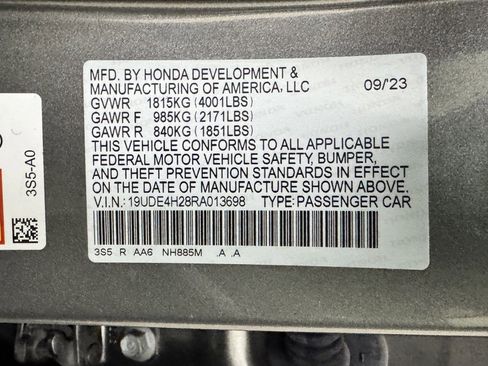 MFD. BY HONDA DEVELOPMENT &
MANUFACTURING OF AMERICA, LLC 09/'23
GVWR 1815KG (4001LBS)
GAWR F 985KG (2171LBS)
GAWR R 840KG (1851LBS)
THIS VEHICLE CONFORMS TO ALL APPLICABLE
FEDERAL MOTOR VEHICLE SAFETY, BUMPER,
AND THEFT PREVENTION STANDARDS IN EFFECT
ON THE DATE OF MANUFACTURE SHOWN ABOVE.
V.I.N.: 19UDE4H28RA013698 TYPE: PASSENGER CAR
3S5 R AA6 NH885M .A .A
3S5-A0